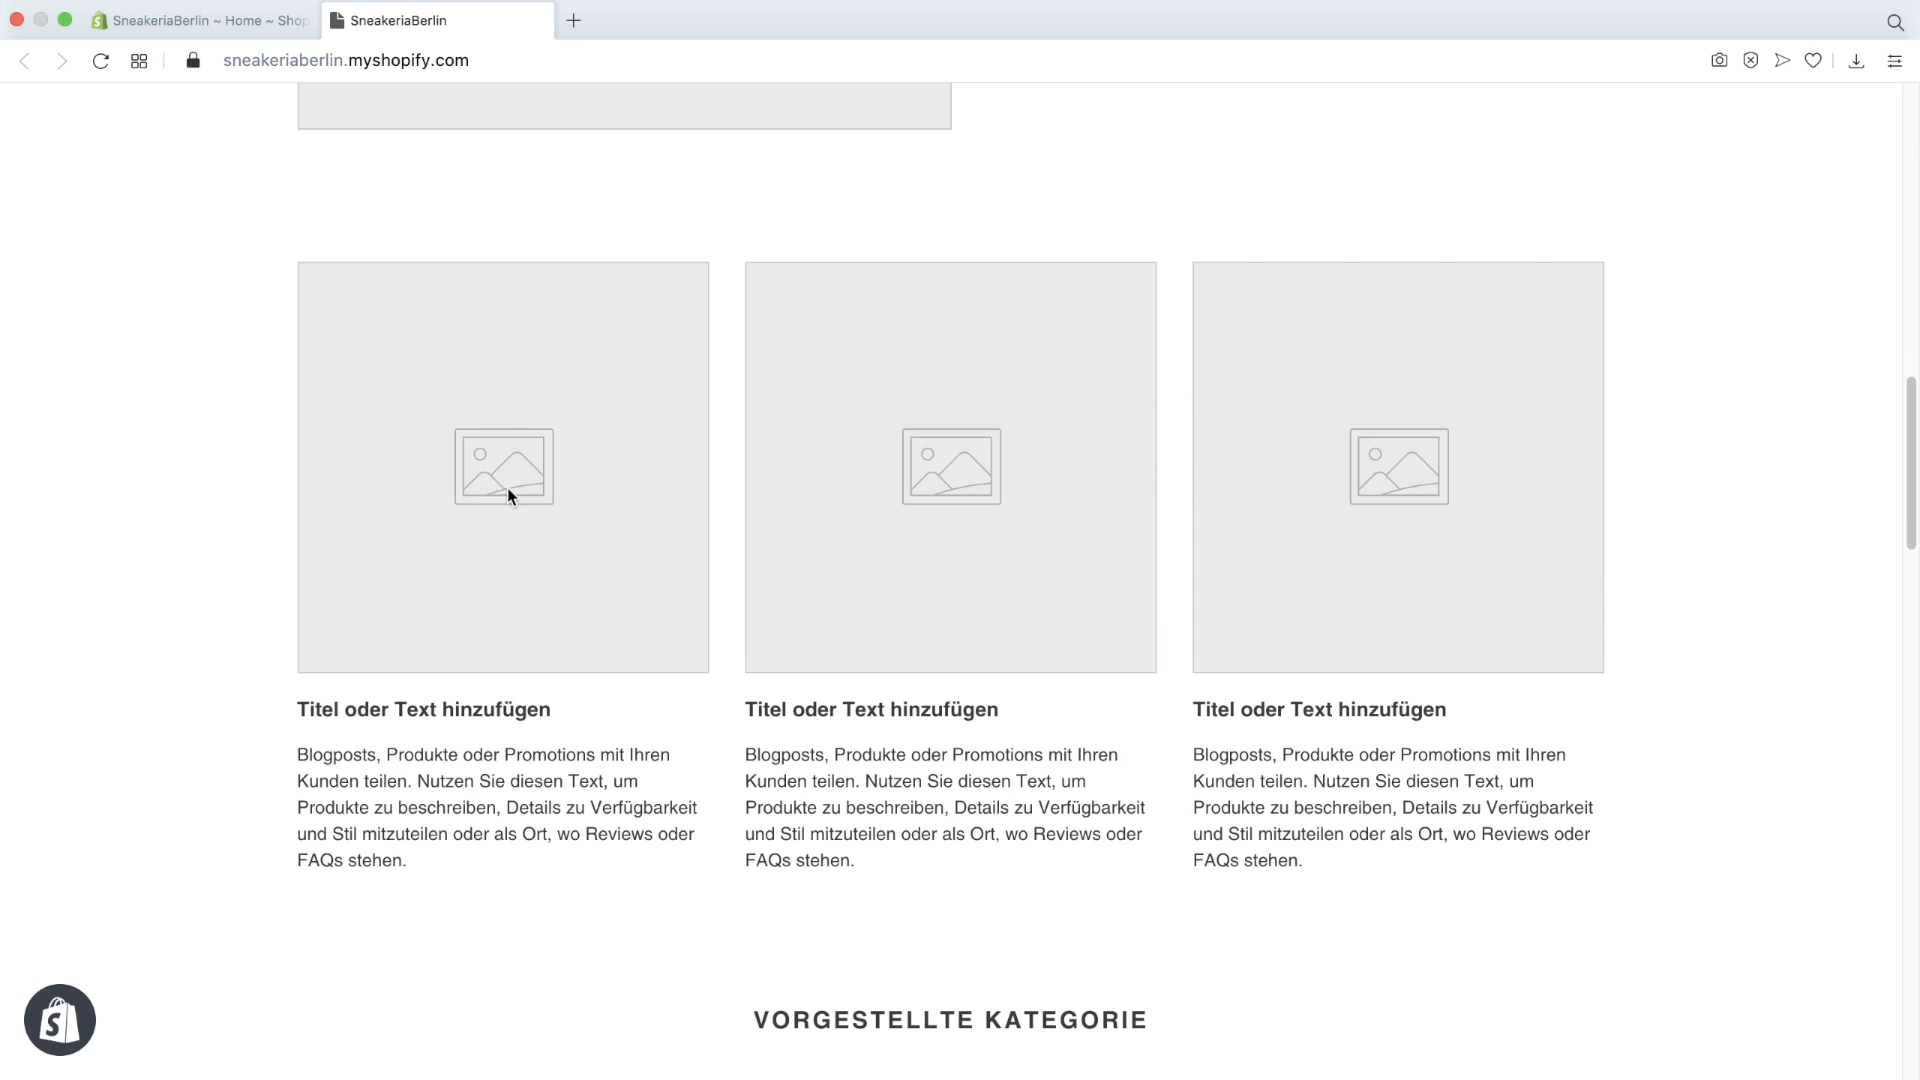 SneakeriaBerlin ~ Home ~ Shop
SneakeriaBerlin
sneakeriaberlin.myshopify.com
Titel oder Text hinzufügen
Blogposts, Produkte oder Promotions mit Ihren
Kunden teilen. Nutzen Sie diesen Text, um
Produkte zu beschreiben, Details zu Verfügbarkeit
und Stil mitzuteilen oder als Ort, wo Reviews oder
FAQs stehen.
Titel oder Text hinzufügen
Blogposts, Produkte oder Promotions mit Ihren
Kunden teilen. Nutzen Sie diesen Text, um
Produkte zu beschreiben, Details zu Verfügbarkeit
und Stil mitzuteilen oder als Ort, wo Reviews oder
FAQs stehen.
Titel oder Text hinzufügen
Blogposts, Produkte oder Promotions mit Ihren
Kunden teilen. Nutzen Sie diesen Text, um
Produkte zu beschreiben, Details zu Verfügbarkeit
und Stil mitzuteilen oder als Ort, wo Reviews oder
FAQs stehen.
VORGESTELLTE KATEGORIE